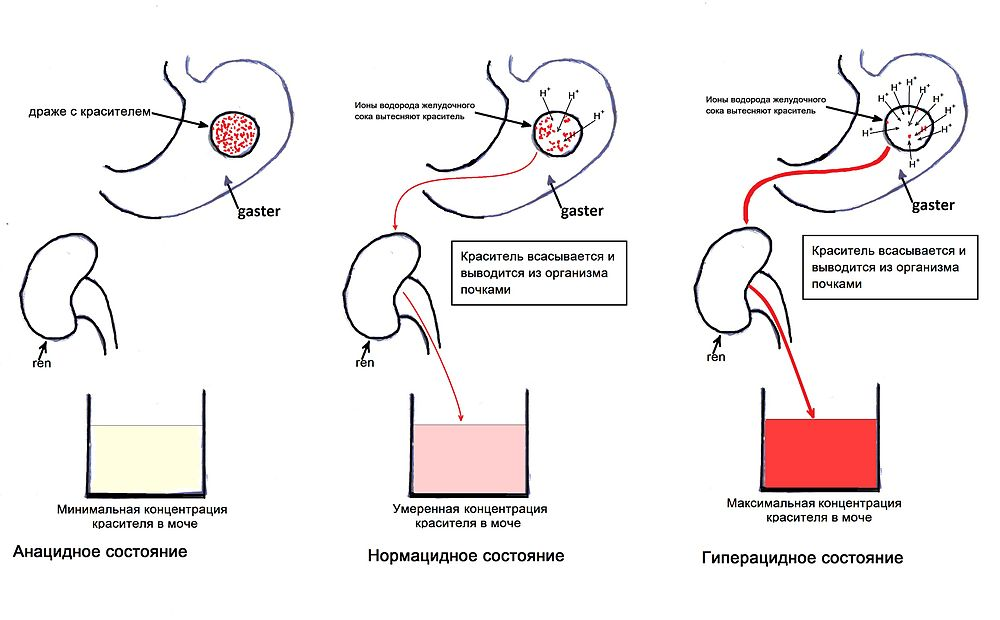 драже с красителем
gaster
ren
Минимальная концентрация
красителя в моче
Анацидное состояние
Ионы водорода желудочного
сока вытесняют краситель
H⁺
H⁺
H⁺
H
gaster
Краситель всасывается и
выводится из организма
почками
Умеренная концентрация
красителя в моче
Нормацидное состояние
Ионы водорода желудочного
сока вытесняют краситель
H⁺
H⁺
H⁺
H⁺
H⁺
H⁺
H⁺
H⁺
H⁺
gaster
Краситель всасывается и
выводится из организма
почками
ren
Максимальная концентрация
красителя в моче
Гиперацидное состояние